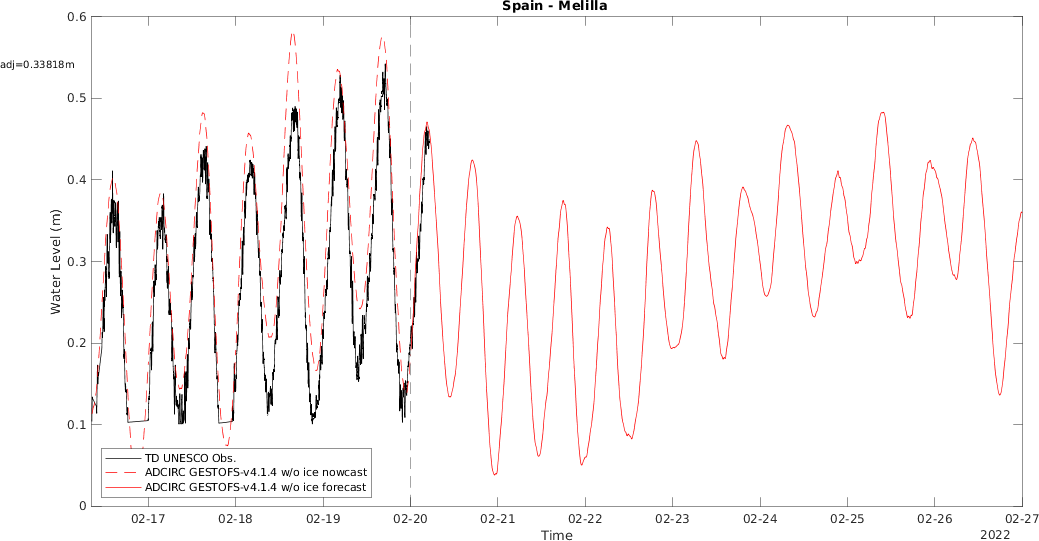 Spain - Melilla
adj=0.33818m
0.6
0.5
0.4
0.3
0.2
0.1
0
Water Level (m)
TD UNESCO Obs.
ADCIRC GESTOFS-v4.1.4 w/o ice nowcast
ADCIRC GESTOFS-v4.1.4 w/o ice forecast
02-17 02-18 02-19 02-20 02-21 02-22 02-23 02-24 02-25 02-26 02-27
Time
2022